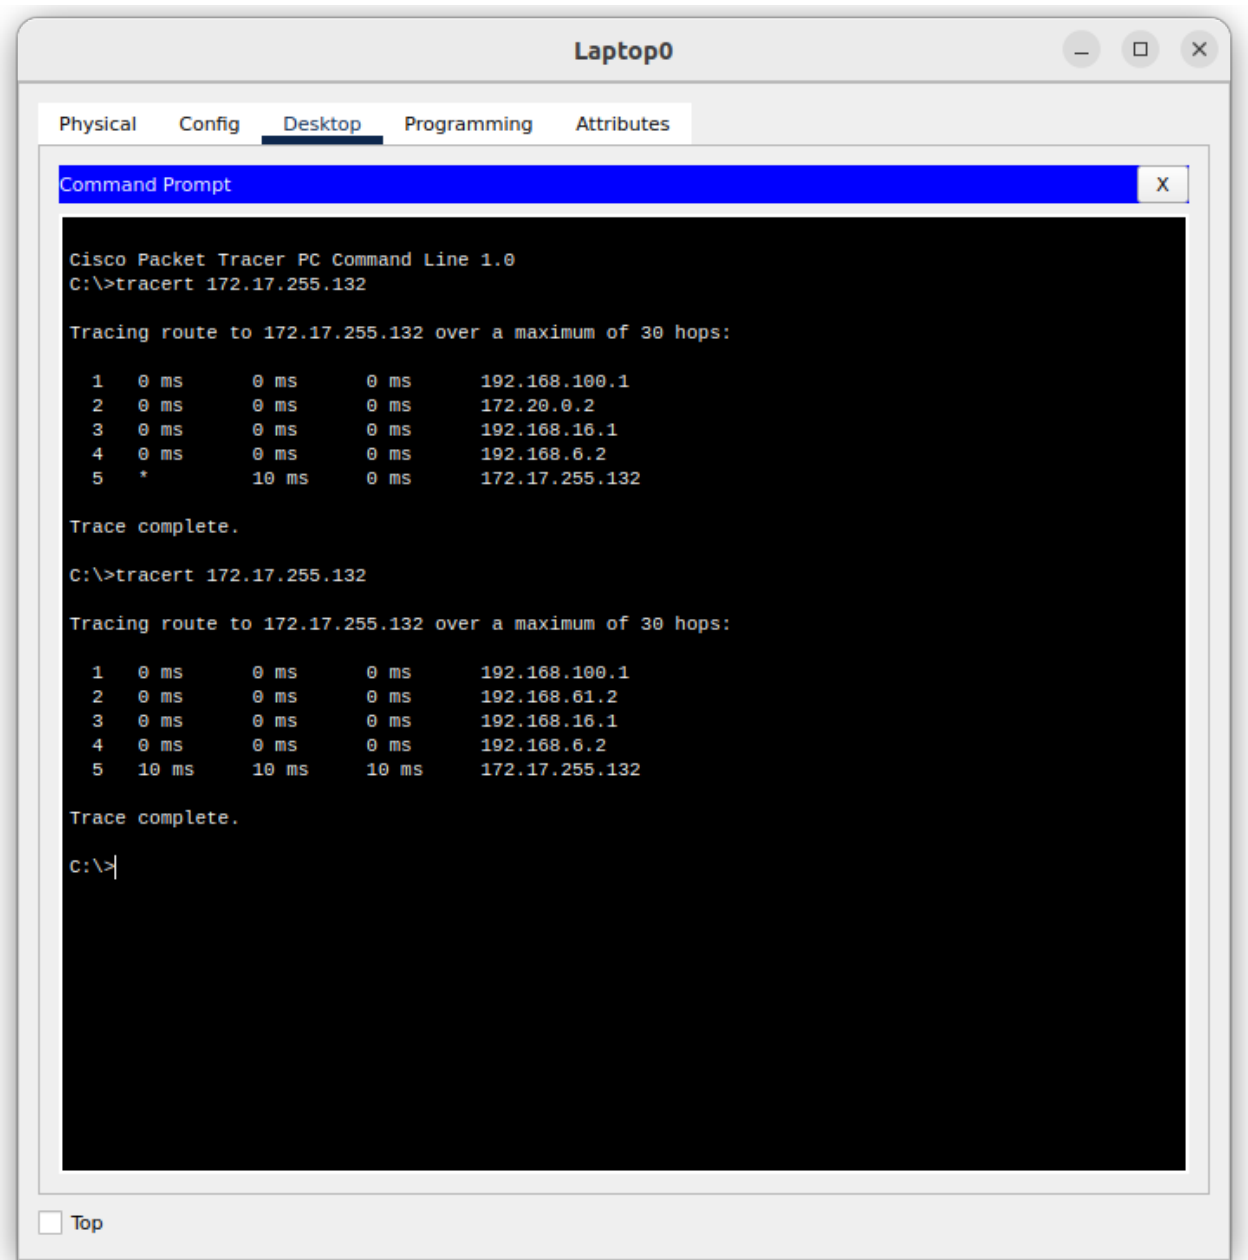 Laptop0
Physical Config Desktop Programming Attributes
Command Prompt X
Cisco Packet Tracer PC Command Line 1.0
C:\>tracert 172.17.255.132
Tracing route to 172.17.255.132 over a maximum of 30 hops:
1 0 ms 0 ms 0 ms 192.168.100.1
2 0 ms 0 ms 0 ms 172.20.0.2
3 0 ms 0 ms 0 ms 192.168.16.1
4 0 ms 0 ms 0 ms 192.168.6.2
5 * 10 ms 0 ms 172.17.255.132
Trace complete.
C:\>tracert 172.17.255.132
Tracing route to 172.17.255.132 over a maximum of 30 hops:
1 0 ms 0 ms 0 ms 192.168.100.1
2 0 ms 0 ms 0 ms 192.168.61.2
3 0 ms 0 ms 0 ms 192.168.16.1
4 0 ms 0 ms 0 ms 192.168.6.2
5 10 ms 10 ms 10 ms 172.17.255.132
Trace complete.
C:\>
Top